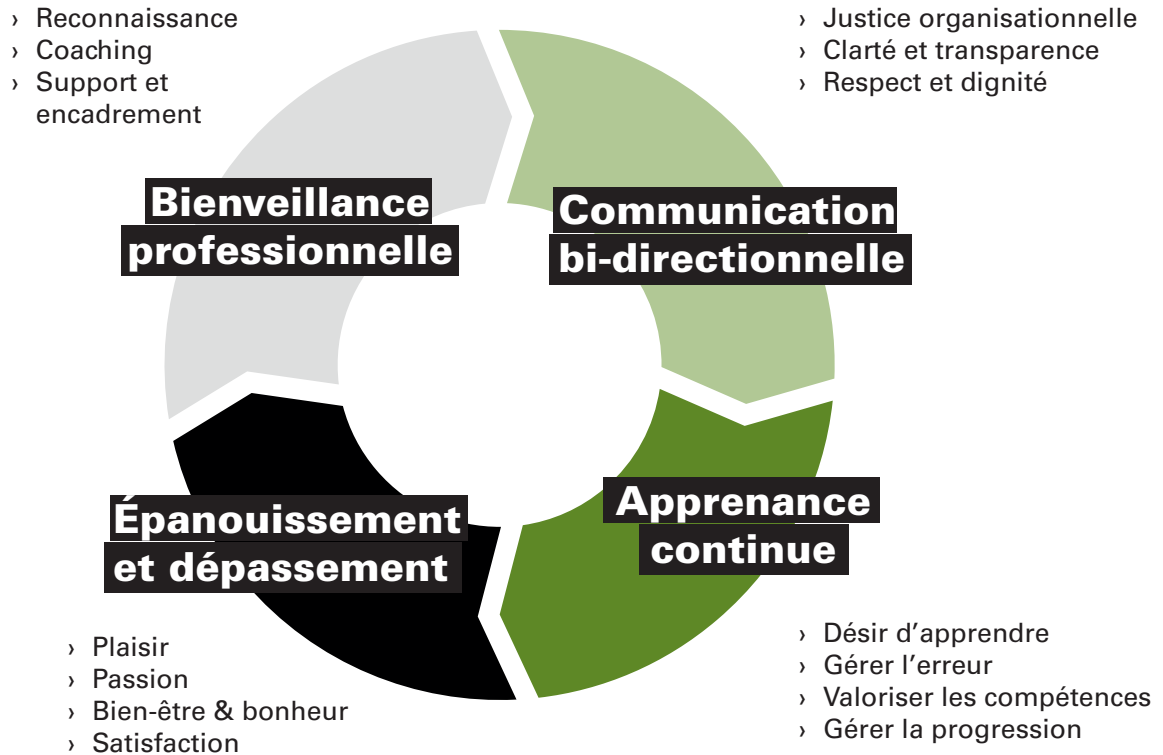 › Reconnaissance
› Coaching
› Support et
encadrement
› Justice organisationnelle
› Clarté et transparence
› Respect et dignité
Bienveillance
professionnelle
Communication
bi-directionnelle
Épanouissement
et dépassement
Apprenance
continue
› Plaisir
› Passion
› Bien-être & bonheur
› Satisfaction
› Désir d’apprendre
› Gérer l’erreur
› Valoriser les compétences
› Gérer la progression